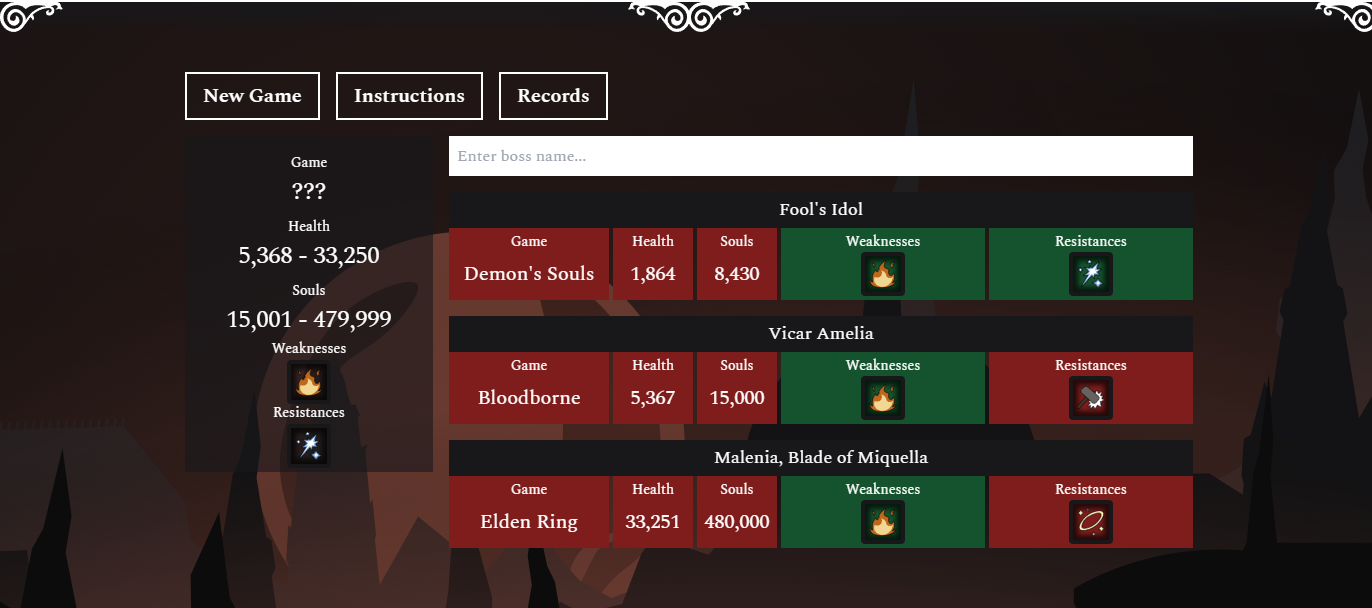 New Game Instructions Records
Game
???
Health
5,368 - 33,250
Souls
15,001 - 479,999
Weaknesses
Resistances
Enter boss name...
Fool's Idol
Game Health Souls Weaknesses Resistances
Demon's Souls 1,864 8,430
Vicar Amelia
Game Health Souls Weaknesses Resistances
Bloodborne 5,367 15,000
Malenia, Blade of Miquella
Game Health Souls Weaknesses Resistances
Elden Ring 33,251 480,000